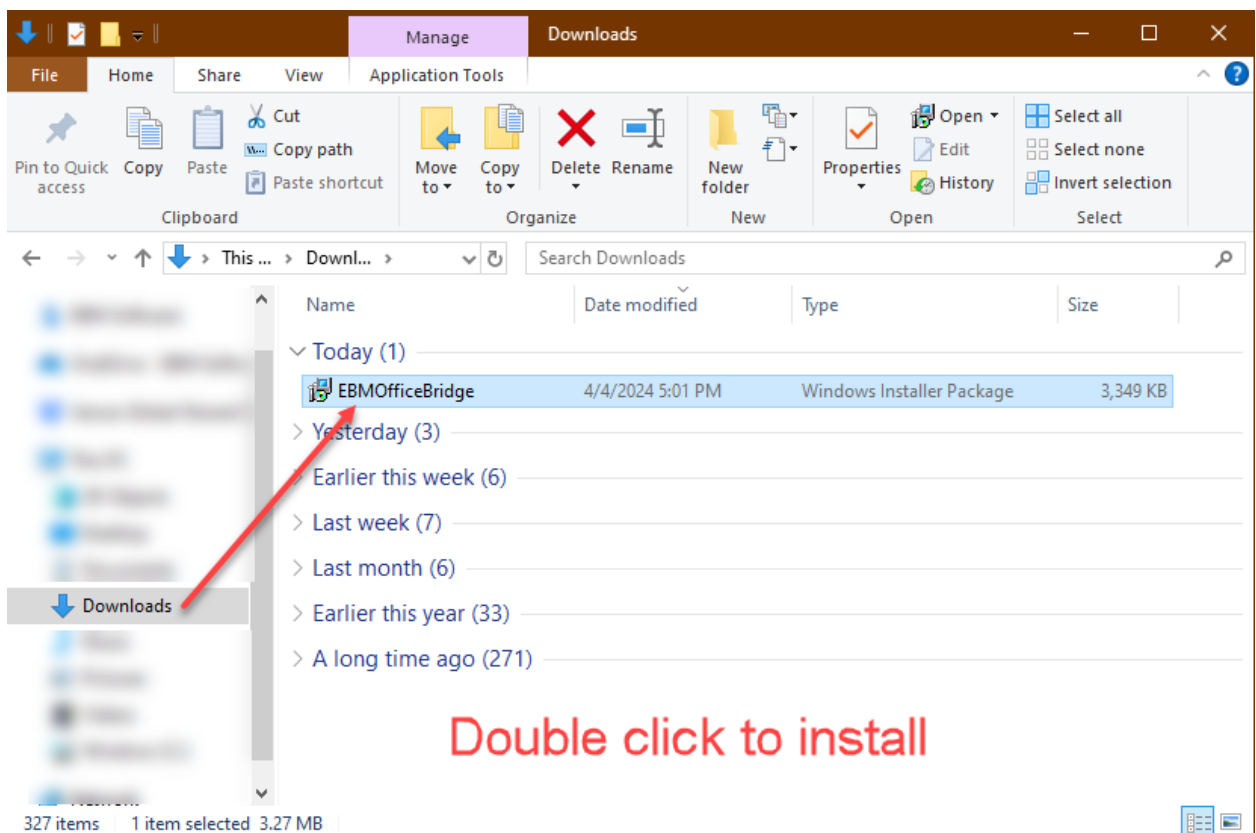 Manage
Downloads
File Home Share View Application Tools
Pin to Quick access
Copy
Paste
Cut
Copy path
Paste shortcut
Clipboard
Move to
Copy to
Delete
Rename
Organize
New folder
New
Properties
Open
Edit
History
Open
Select all
Select none
Invert selection
Select
This ... Downl...
Search Downloads
Name Date modified Type Size
Today (1)
EBMOfficeBridge 4/4/2024 5:01 PM Windows Installer Package 3,349 KB
Yesterday (3)
Earlier this week (6)
Last week (7)
Last month (6)
Downloads
Earlier this year (33)
A long time ago (271)
Double click to install
327 items 1 item selected 3.27 MB